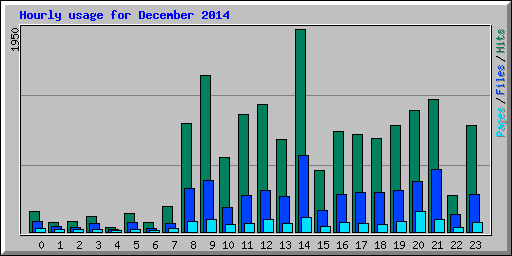 Hourly usage for December 2014
1950
Pages / Files / Hits
0 1 2 3 4 5 6 7 8 9 10 11 12 13 14 15 16 17 18 19 20 21 22 23